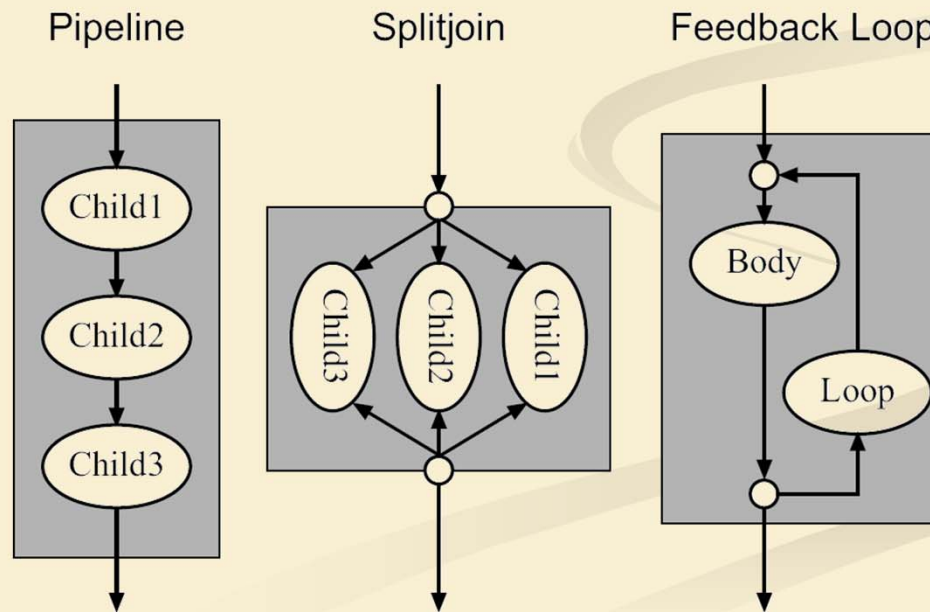 Pipeline
Splitjoin
Feedback Loop
Child1
Child2
Child3
Child3
Child2
Child1
Body
Loop